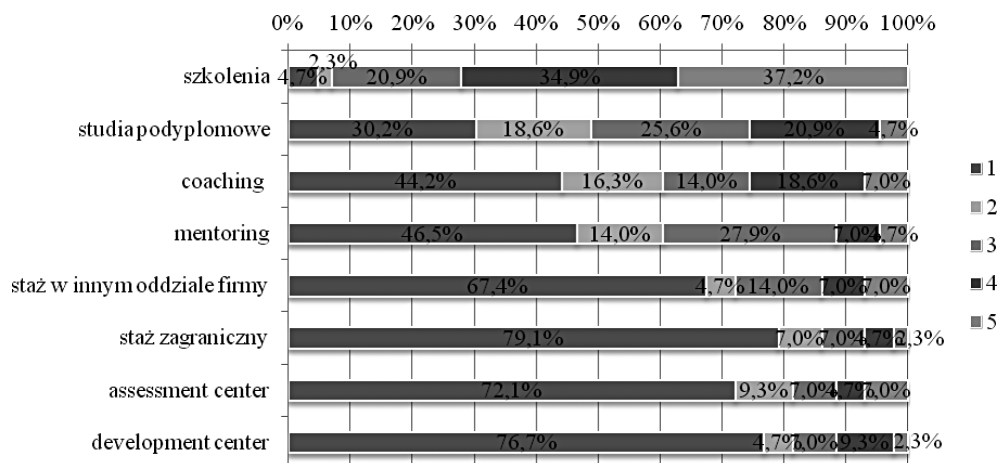 0% 10% 20% 30% 40% 50% 60% 70% 80% 90% 100%
szkolenia 4,7% 2,3% 20,9% 34,9% 37,2%
studia podyplomowe 30,2% 18,6% 25,6% 20,9% 4,7%
coaching 44,2% 16,3% 14,0% 18,6% 7,0%
mentoring 46,5% 14,0% 27,9% 7,0% 4,7%
staż w innym oddziale firmy 67,4% 4,7% 14,0% 7,0% 7,0%
staż zagraniczny 79,1% 7,0% 7,0% 4,7% 2,3%
assessment center 72,1% 9,3% 7,0% 4,7% 7,0%
development center 76,7% 4,7% 7,0% 9,3% 2,3%
1
2
3
4
5